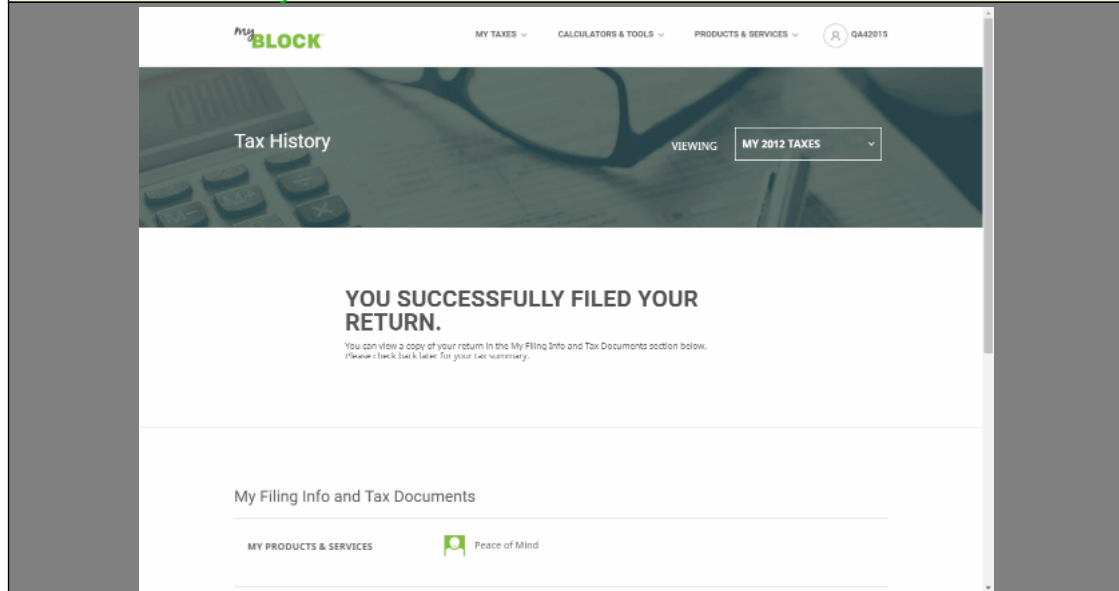 my BLOCK
MY TAXES
CALCULATORS & TOOLS
PRODUCTS & SERVICES
QA42015
Tax History
VIEWING
MY 2012 TAXES
YOU SUCCESSFULLY FILED YOUR
RETURN.
You can view a copy of your return in the My Filing Info and Tax Documents section below.
Please check back later for your tax summary.
My Filing Info and Tax Documents
MY PRODUCTS & SERVICES
Peace of Mind